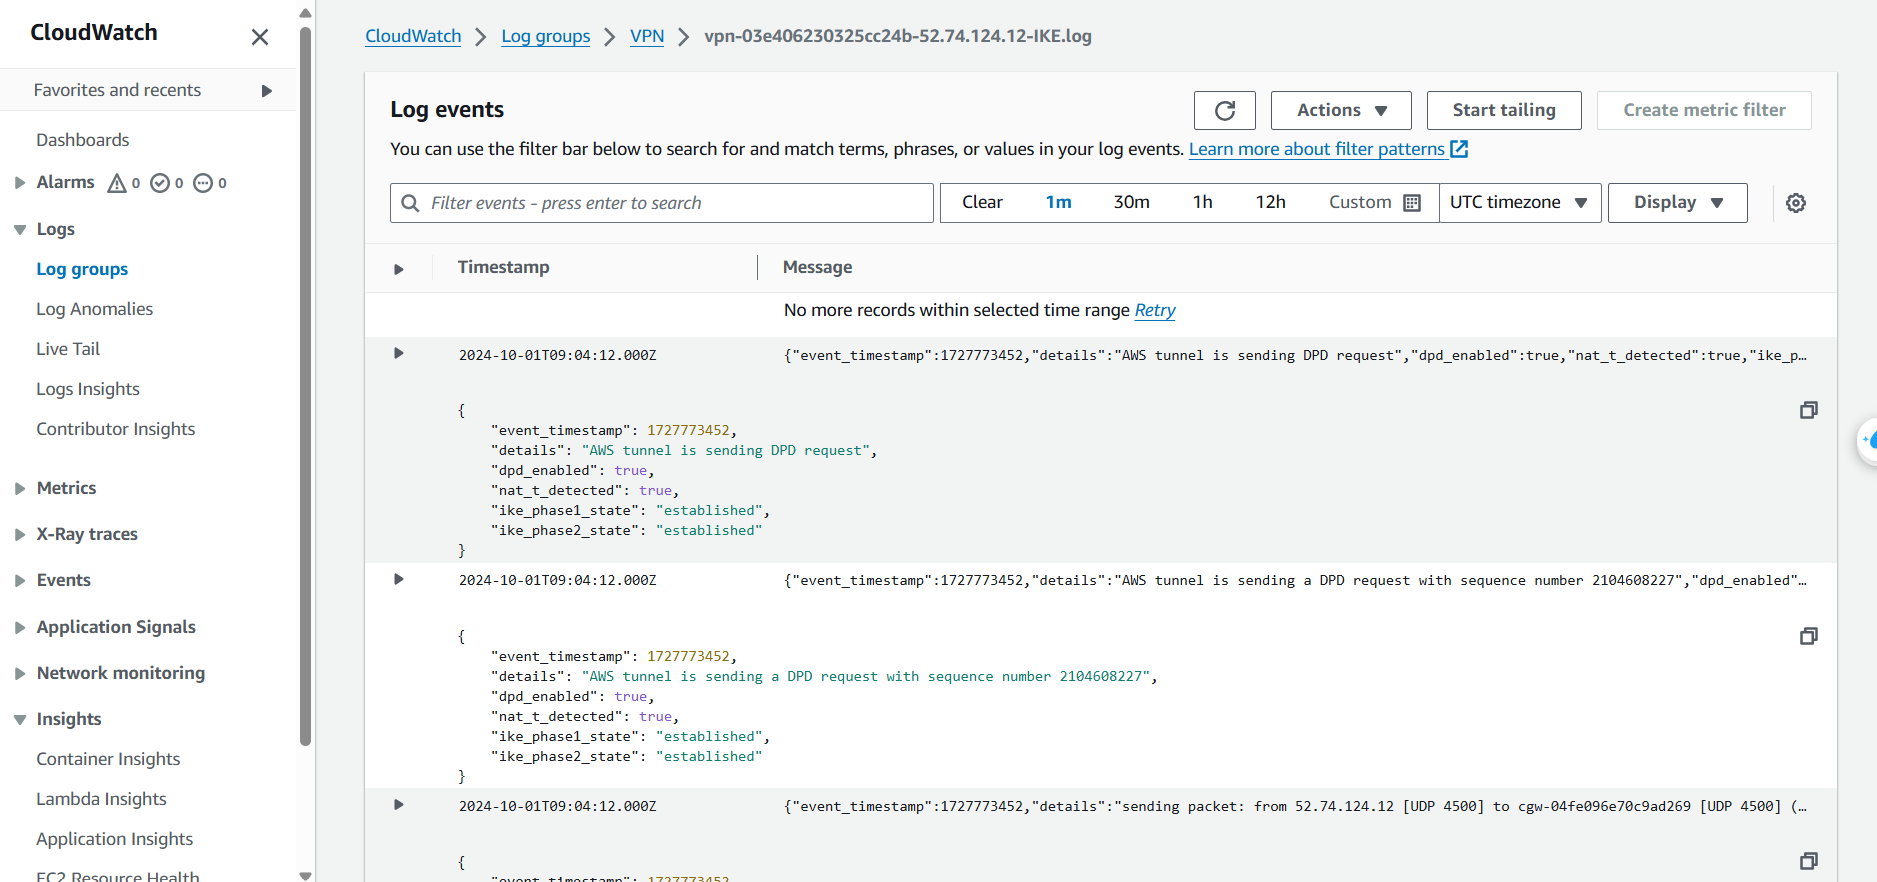 CloudWatch
Favorites and recents
Dashboards
Alarms 0 0 0
Logs
Log groups
Log Anomalies
Live Tail
Logs Insights
Contributor Insights
Metrics
X-Ray traces
Events
Application Signals
Network monitoring
Insights
Container Insights
Lambda Insights
Application Insights
EC2 Resource Health
CloudWatch Log groups VPN vpn-03e406230325cc24b-52.74.124.12-IKE.log
Log events
Actions Start tailing Create metric filter
You can use the filter bar below to search for and match terms, phrases, or values in your log events. Learn more about filter patterns
Filter events - press enter to search Clear 1m 30m 1h 12h Custom UTC timezone Display
Timestamp Message
No more records within selected time range Retry
2024-10-01T09:04:12.000Z {"event_timestamp":1727773452,"details":"AWS tunnel is sending DPD request","dpd_enabled":true,"nat_t_detected":true,"ike_p…
{
"event_timestamp": 1727773452,
"details": "AWS tunnel is sending DPD request",
"dpd_enabled": true,
"nat_t_detected": true,
"ike_phase1_state": "established",
"ike_phase2_state": "established"
}
2024-10-01T09:04:12.000Z {"event_timestamp":1727773452,"details":"AWS tunnel is sending a DPD request with sequence number 2104608227","dpd_enabled"…
{
"event_timestamp": 1727773452,
"details": "AWS tunnel is sending a DPD request with sequence number 2104608227",
"dpd_enabled": true,
"nat_t_detected": true,
"ike_phase1_state": "established",
"ike_phase2_state": "established"
}
2024-10-01T09:04:12.000Z {"event_timestamp":1727773452,"details":"sending packet: from 52.74.124.12 [UDP 4500] to cgw-04fe096e70c9ad269 [UDP 4500] (…
{
"event_timestamp": 1727773452,